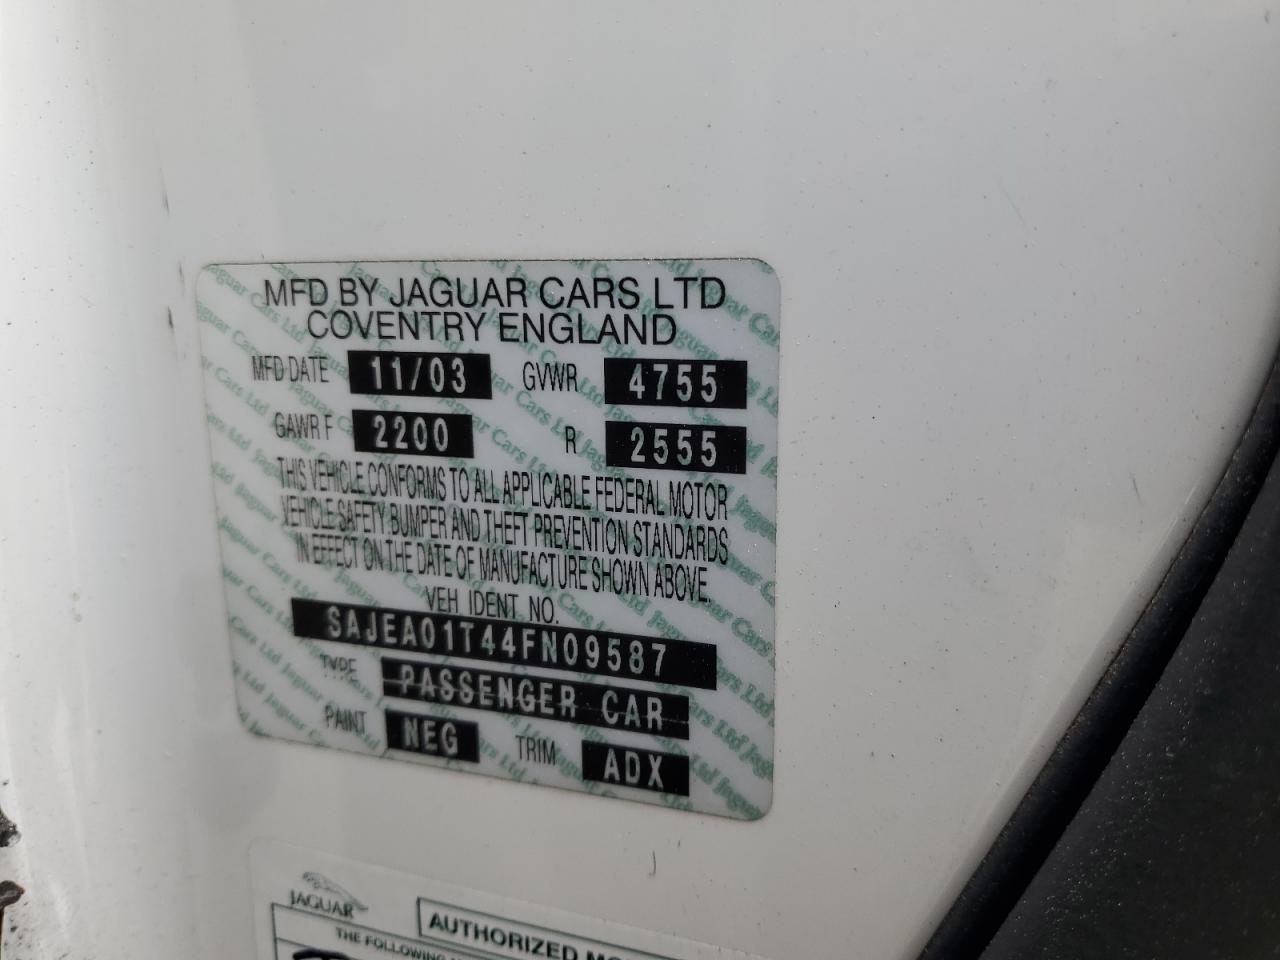 MFD BY JAGUAR CARS LTD
COVENTRY ENGLAND
MFD DATE 11/03 GVWR 4755
GAWR F 2200 R 2555
THIS VEHICLE CONFORMS TO ALL APPLICABLE FEDERAL MOTOR
VEHICLE SAFETY BUMPER AND THEFT PREVENTION STANDARDS
IN EFFECT ON THE DATE OF MANUFACTURE SHOWN ABOVE.
VEH IDENT NO.
SAJEA01T44FN09587
TYPE PASSENGER CAR
PAINT NEG TRIM ADX
JAGUAR
AUTHORIZED
THE FOLLOWING